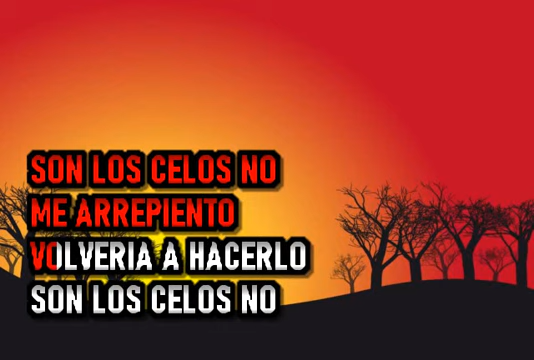 SON LOS CELOS NO
ME ARREPIENTO
VOLVERIA A HACERLO
SON LOS CELOS NO